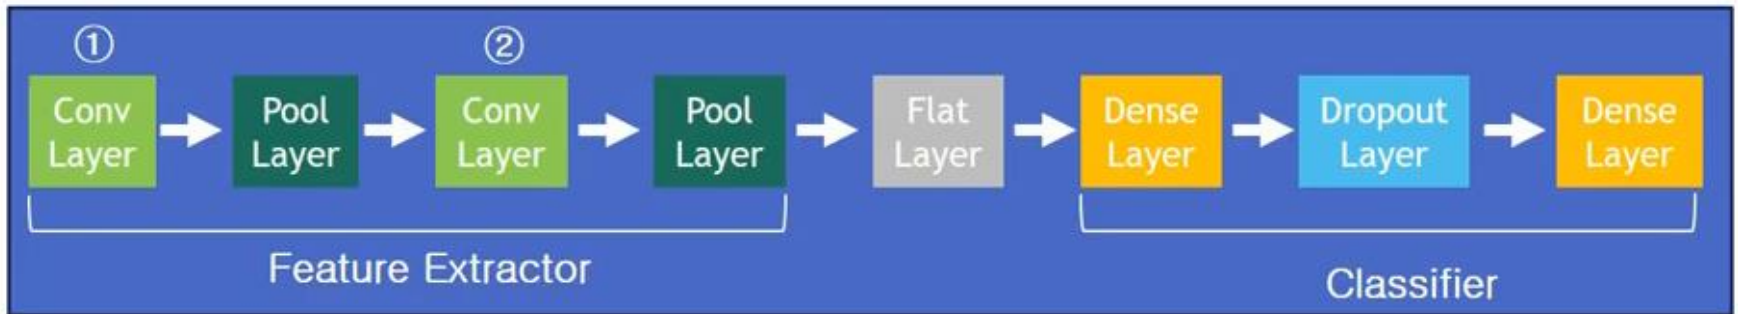 ①
Conv
Layer
Pool
Layer
②
Conv
Layer
Pool
Layer
Flat
Layer
Dense
Layer
Dropout
Layer
Dense
Layer
Feature Extractor
Classifier